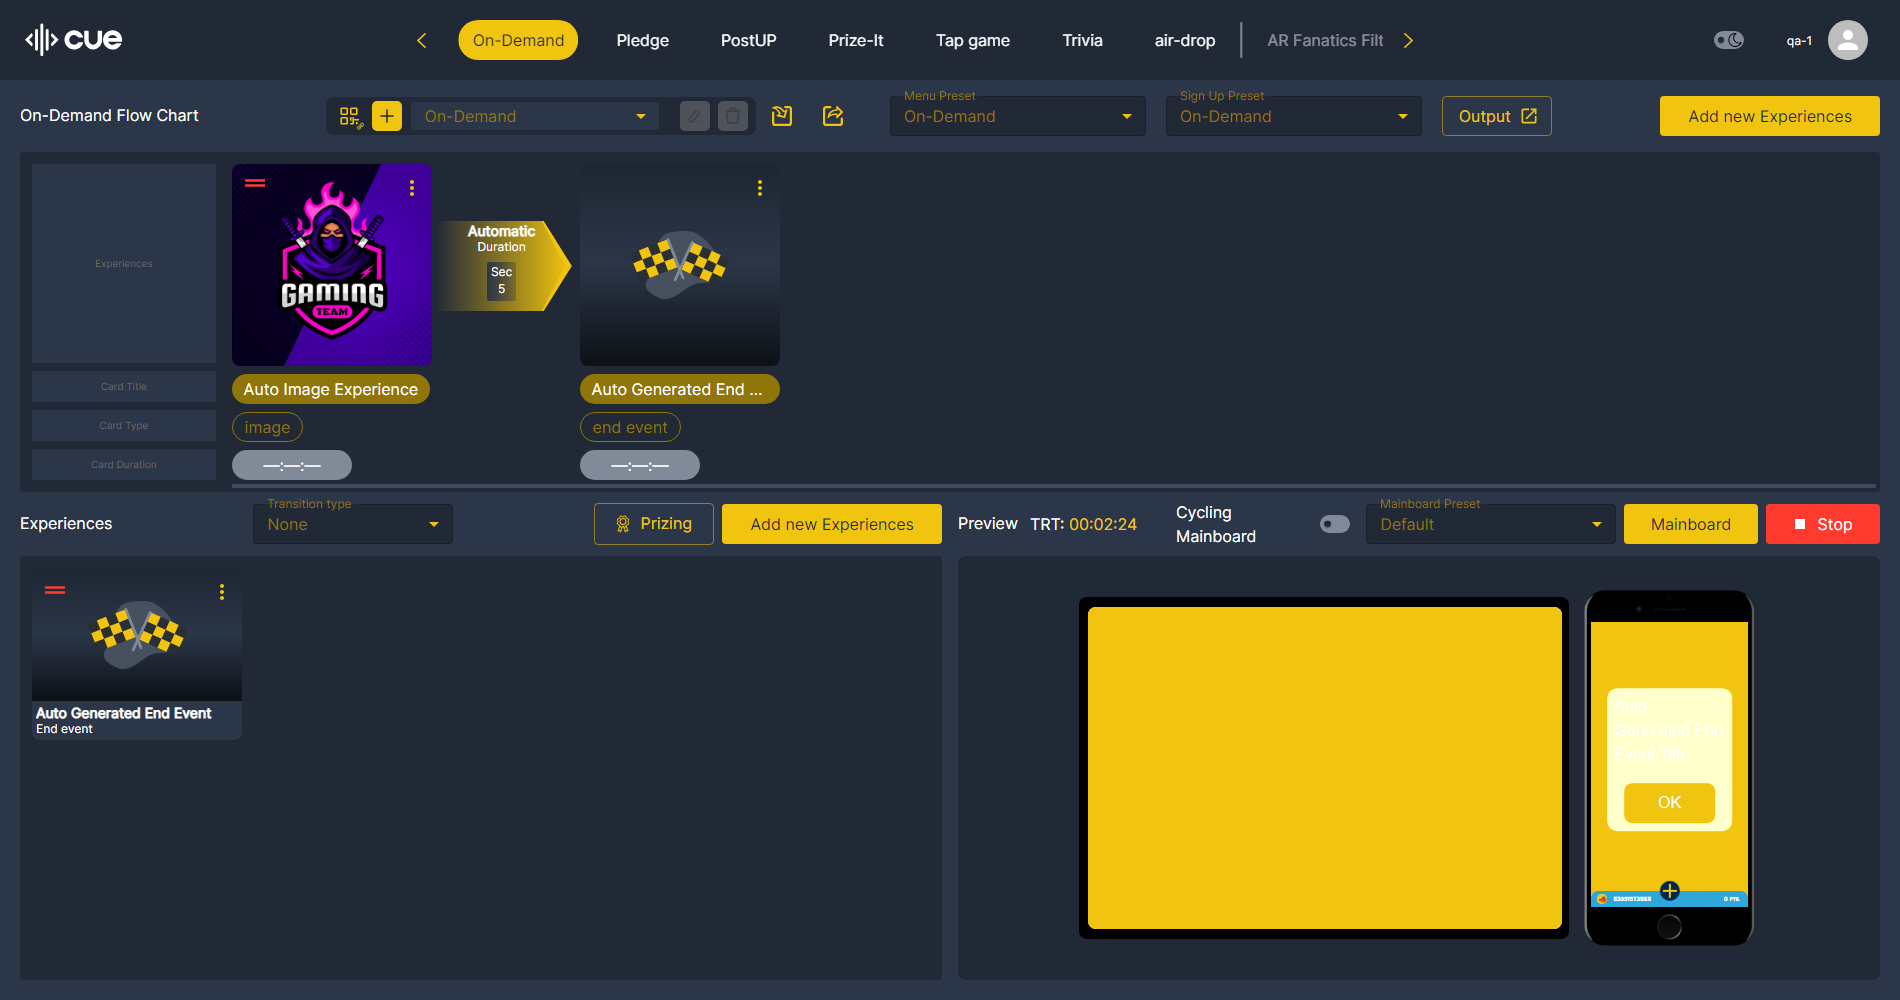 cue
On-Demand
Pledge
PostUP
Prize-It
Tap game
Trivia
air-drop
AR Fanatics Filt
qa-1
On-Demand Flow Chart
On-Demand
Menu Preset
On-Demand
Sign Up Preset
On-Demand
Output
Add new Experiences
Experiences
Card Title
Card Type
Card Duration
GAMING
TEAM
Automatic
Duration
Sec
5
Auto Image Experience
Auto Generated End ...
image
end event
—:—:—
—:—:—
Experiences
Transition type
None
Prizing
Add new Experiences
Preview
TRT: 00:02:24
Cycling
Mainboard
Mainboard Preset
Default
Mainboard
Stop
Auto Generated End Event
End event
Auto
Generated End
Event Title
OK
0 PTS.